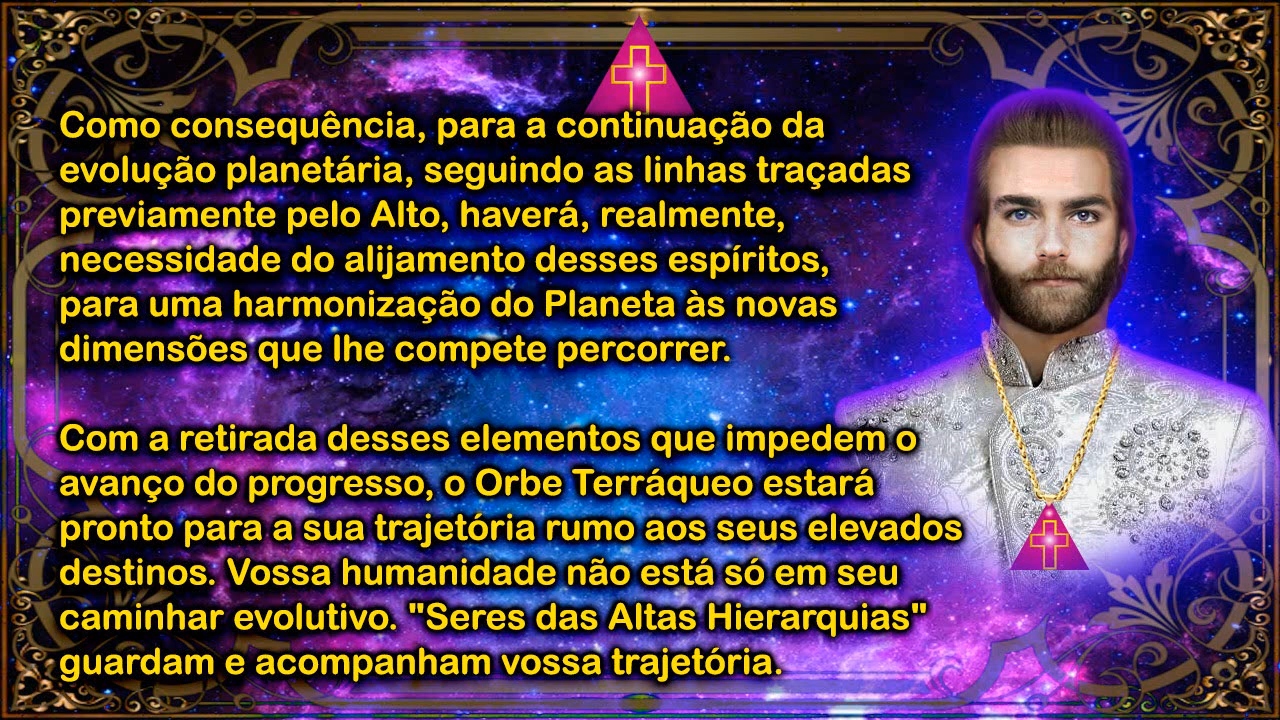 Como consequência, para a continuação da
evolução planetária, seguindo as linhas traçadas
previamente pelo Alto, haverá, realmente,
necessidade do alijamento desses espíritos,
para uma harmonização do Planeta às novas
dimensões que lhe compete percorrer.
Com a retirada desses elementos que impedem o
avanço do progresso, o Orbe Terráqueo estará
pronto para a sua trajetória rumo aos seus elevados
destinos. Vossa humanidade não está só em seu
caminhar evolutivo. "Seres das Altas Hierarquias"
guardam e acompanham vossa trajetória.